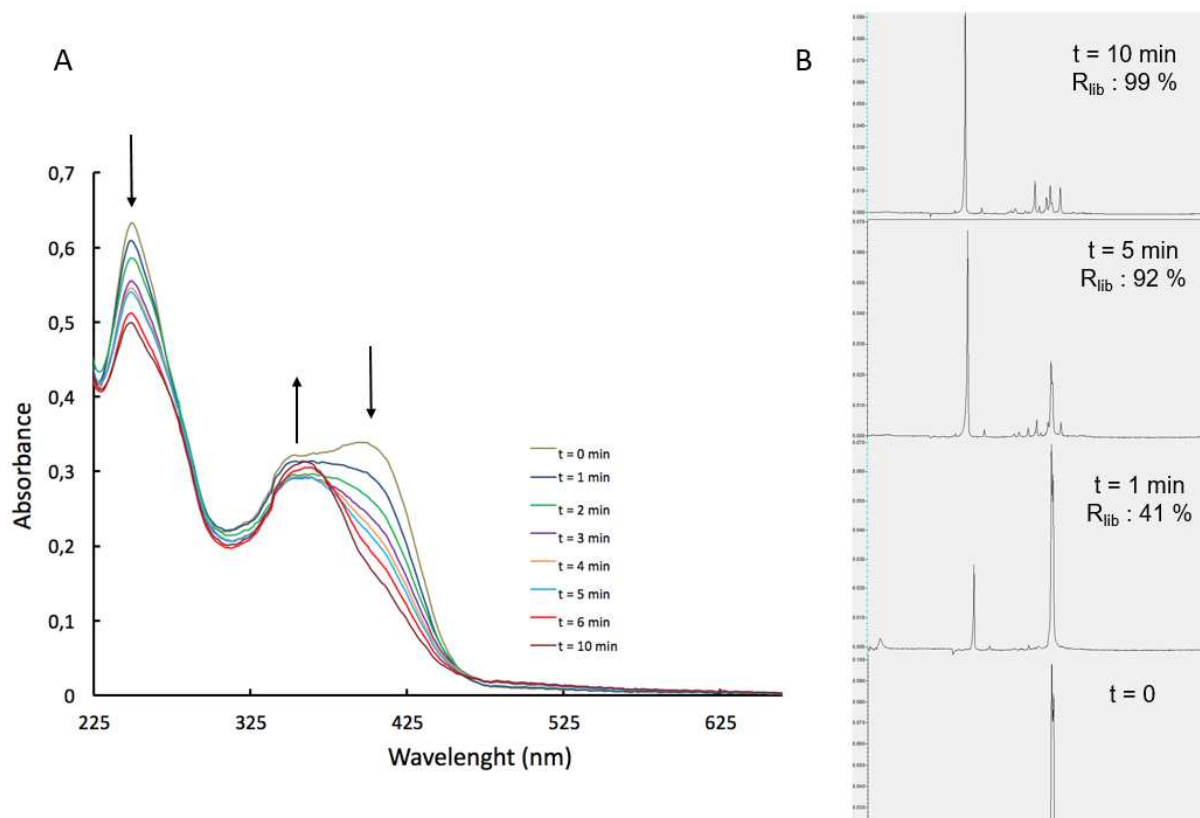 A
B
0,7
0,6
0,5
0,4
0,3
0,2
0,1
0
225
325
425
525
625
Absorbance
Wavelenght (nm)
t = 0 min
t = 1 min
t = 2 min
t = 3 min
t = 4 min
t = 5 min
t = 6 min
t = 10 min
t = 10 min
Rlib : 99 %
t = 5 min
Rlib : 92 %
t = 1 min
Rlib : 41 %
t = 0